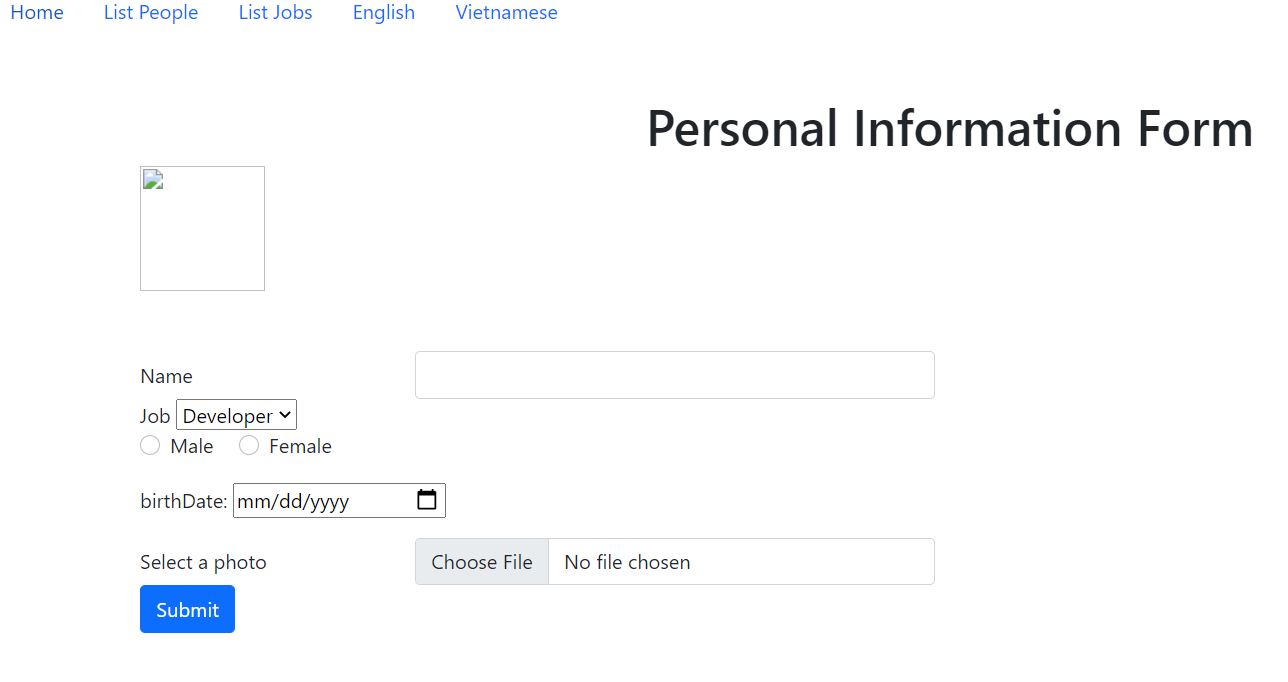 Home List People List Jobs English Vietnamese
Personal Information Form
Name
Job Developer
Male Female
birthDate: mm/dd/yyyy
Select a photo Choose File No file chosen
Submit